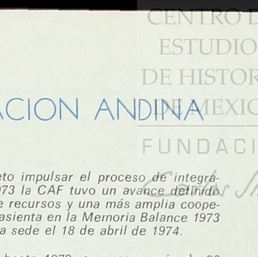 CENTRO D
ESTUDIO
DE HISTOR
DE MEXIC
FUNDACI
ACION ANDINA
eto impulsar el proceso de integra-
973 la CAF tuvo un avance definido
e recursos y una más amplia coope-
asienta en la Memoria Balance 1973
a sede el 18 de abril de 1974.